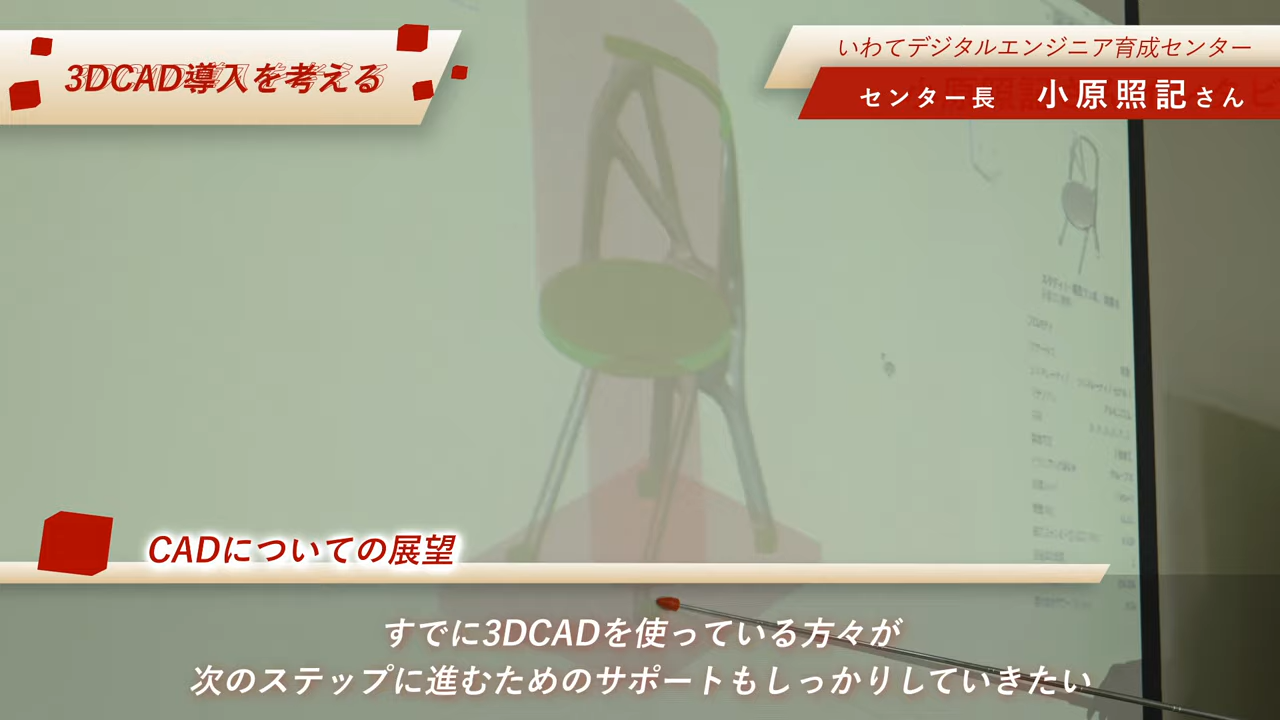 3DCAD導入を考える
いわてデジタルエンジニア育成センター
センター長 小原照記さん
CADについての展望
すでに3DCADを使っている方々が
次のステップに進むためのサポートもしっかりしていきたい